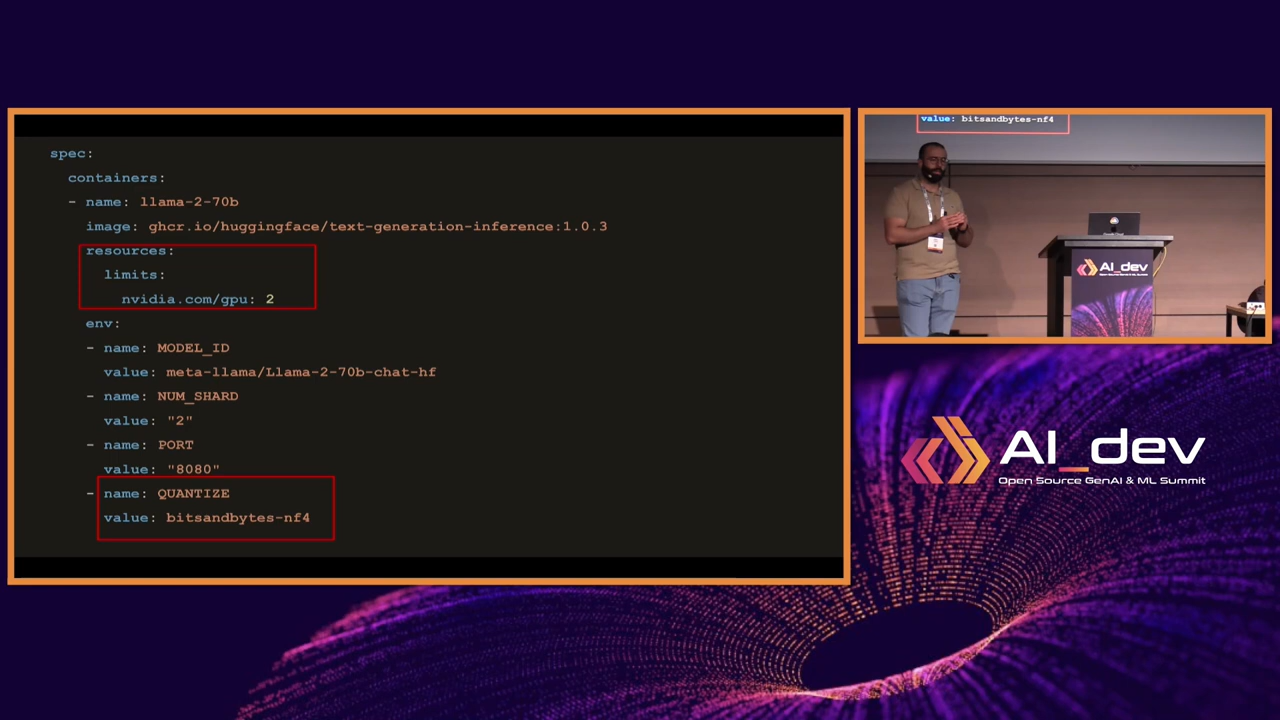 spec:
containers:
- name: llama-2-70b
image: ghcr.io/huggingface/text-generation-inference:1.0.3
resources:
limits:
nvidia.com/gpu: 2
env:
- name: MODEL_ID
value: meta-llama/Llama-2-70b-chat-hf
- name: NUM_SHARD
value: "2"
- name: PORT
value: "8080"
- name: QUANTIZE
value: bitsandbytes-nf4
value: bitsandbytes-nf4
AI_dev
AI_dev
Open Source GenAI & ML Summit